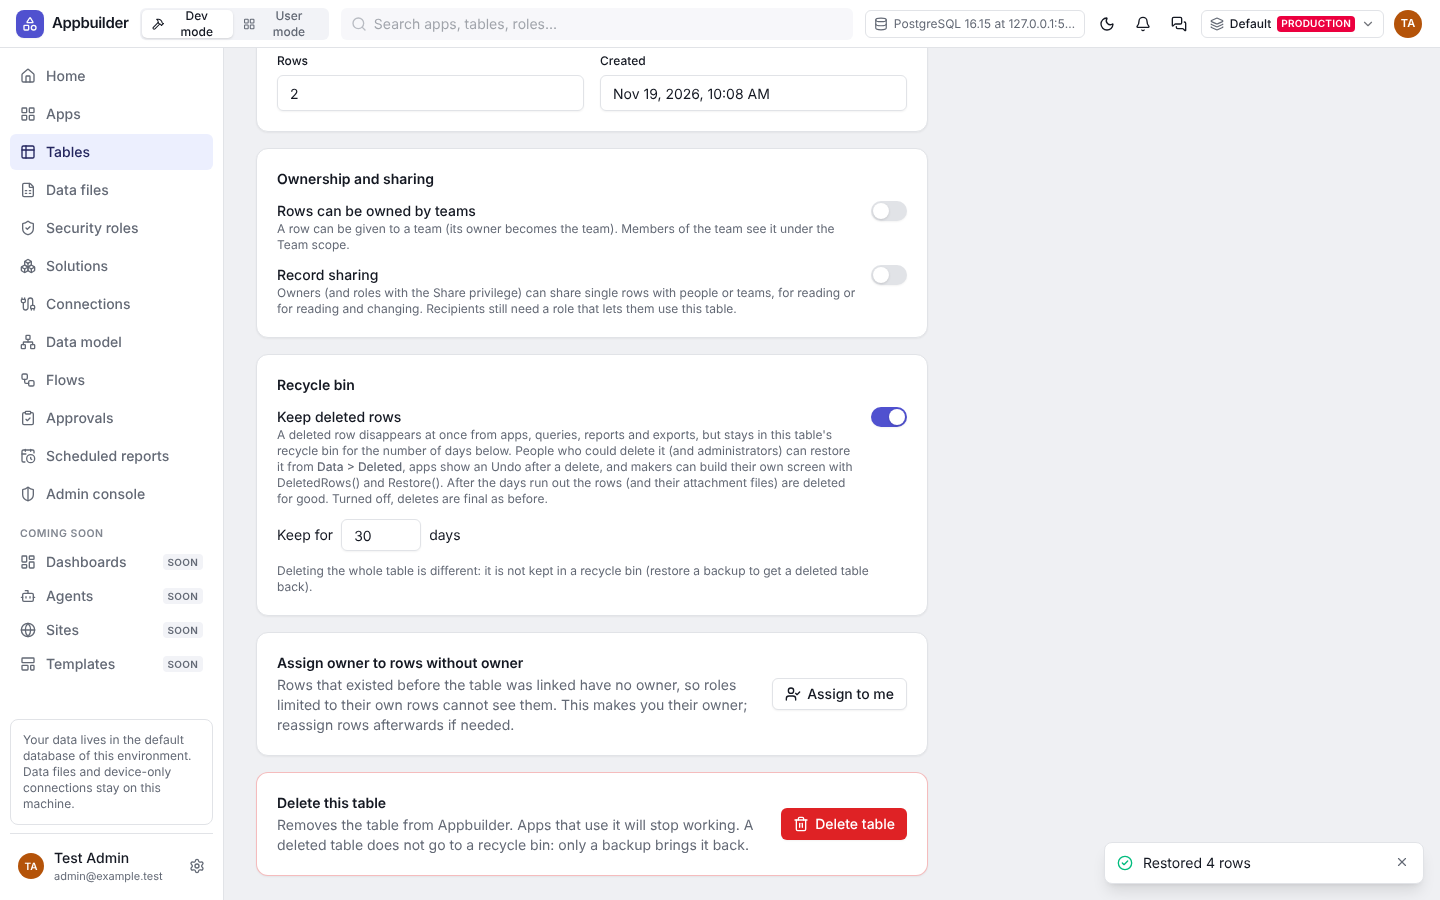 Appbuilder
Dev mode
User mode
Search apps, tables, roles...
PostgreSQL 16.15 at 127.0.0.1:5...
Default
PRODUCTION
TA
Home
Apps
Tables
Data files
Security roles
Solutions
Connections
Data model
Flows
Approvals
Scheduled reports
Admin console
COMING SOON
Dashboards SOON
Agents SOON
Sites SOON
Templates SOON
Your data lives in the default
database of this environment.
Data files and device-only
connections stay on this
machine.
TA
Test Admin
admin@example.test
Rows
2
Created
Nov 19, 2026, 10:08 AM
Ownership and sharing
Rows can be owned by teams
A row can be given to a team (its owner becomes the team). Members of the team see it under the
Team scope.
Record sharing
Owners (and roles with the Share privilege) can share single rows with people or teams, for reading or
for reading and changing. Recipients still need a role that lets them use this table.
Recycle bin
Keep deleted rows
A deleted row disappears at once from apps, queries, reports and exports, but stays in this table's
recycle bin for the number of days below. People who could delete it (and administrators) can restore
it from Data > Deleted, apps show an Undo after a delete, and makers can build their own screen with
DeletedRows() and Restore(). After the days run out the rows (and their attachment files) are deleted
for good. Turned off, deletes are final as before.
Keep for 30 days
Deleting the whole table is different: it is not kept in a recycle bin (restore a backup to get a deleted table
back).
Assign owner to rows without owner
Rows that existed before the table was linked have no owner, so roles
limited to their own rows cannot see them. This makes you their owner;
reassign rows afterwards if needed.
Assign to me
Delete this table
Removes the table from Appbuilder. Apps that use it will stop working. A
deleted table does not go to a recycle bin: only a backup brings it back.
Delete table
Restored 4 rows